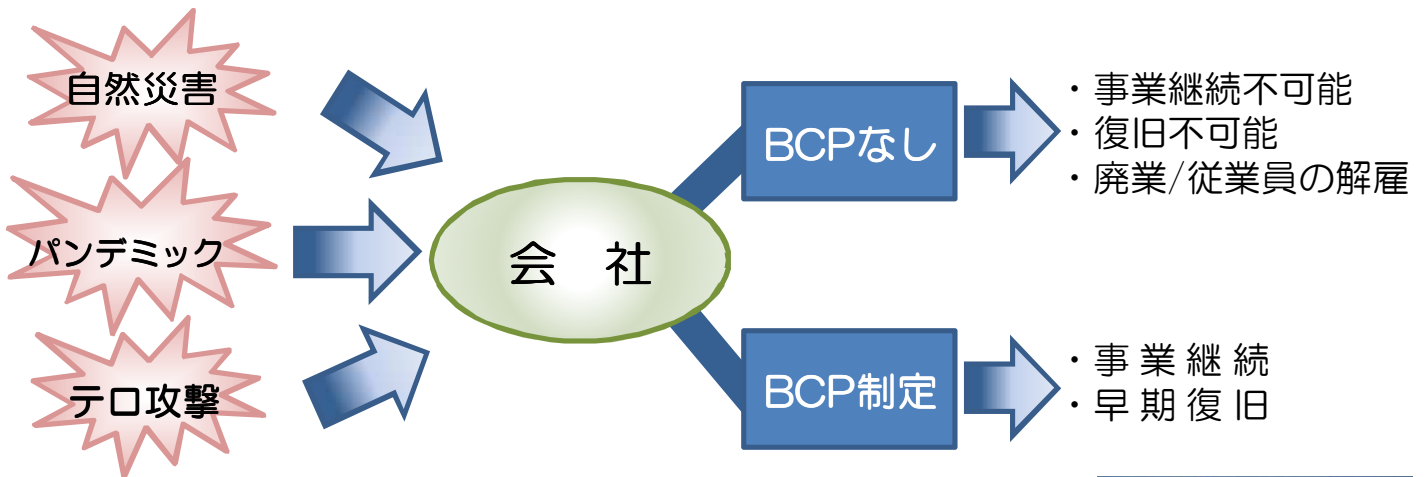 自然災害
パンデミック
テロ攻撃
会　社
BCPなし
・事業継続不可能
・復旧不可能
・廃業/従業員の解雇
BCP制定
・事 業 継 続
・早 期 復 旧